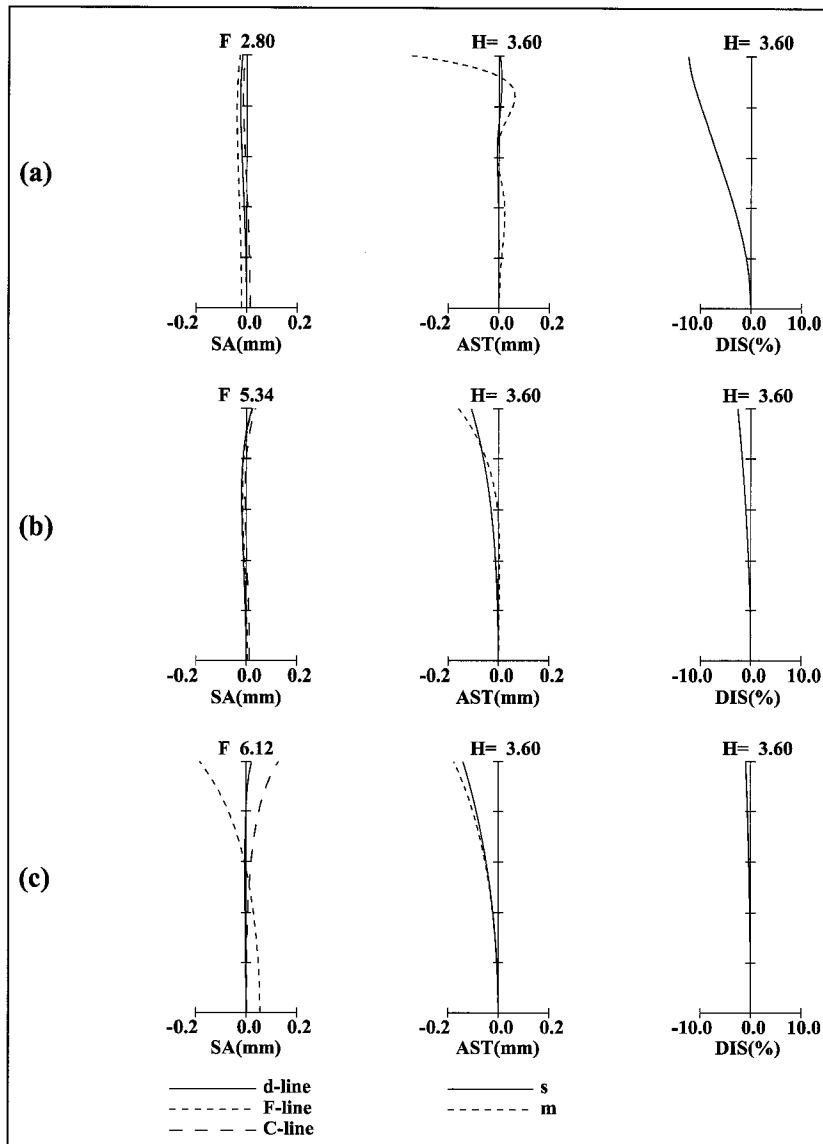 F 2.80 H= 3.60 H= 3.60
(a)
-0.2 0.0 0.2 -0.2 0.0 0.2 -10.0 0.0 10.0
SA(mm) AST(mm) DIS(%)
F 5.34 H= 3.60 H= 3.60
(b)
-0.2 0.0 0.2 -0.2 0.0 0.2 -10.0 0.0 10.0
SA(mm) AST(mm) DIS(%)
F 6.12 H= 3.60 H= 3.60
(c)
-0.2 0.0 0.2 -0.2 0.0 0.2 -10.0 0.0 10.0
SA(mm) AST(mm) DIS(%)
d-line s
F-line m
C-line